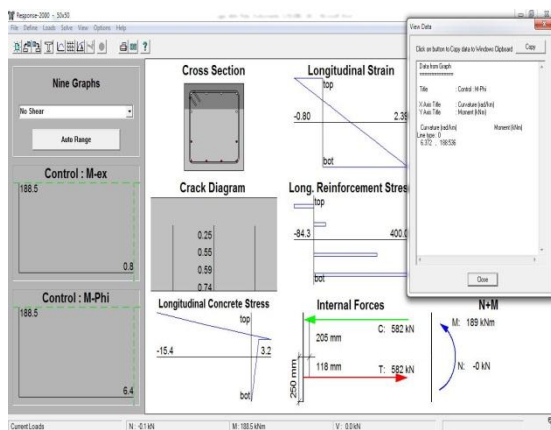 Response-2000 - 50x50
File Define Loads Solve View Options Help
Nine Graphs
No Shear
Auto Range
Control : M-ex
188.5
0.8
Control : M-Phi
188.5
6.4
Cross Section
Crack Diagram
0.25
0.55
0.59
0.74
Longitudinal Concrete Stress
top
-15.4
3.2
bot
Longitudinal Strain
top
-0.80
2.39
bot
Long. Reinforcement Stress
top
-84.3
400.0
bot
Internal Forces
C: 582 kN
205 mm
118 mm
T: 582 kN
250 mm
N+M
M: 189 kNm
N: -0 kN
View Data
Click on button to Copy data to Windows Clipboard.
Copy
Data from Graph
Title : Control : M-Phi
X Axis Title : Curvature (rad/km)
Y Axis Title : Moment (kNm)
Curvature (rad/km) Moment (kNm)
Line type: 0
6.372 , 188.536
Close
Current Loads N : -0.1 kN M: 188.5 kNm V : 0.0 kN